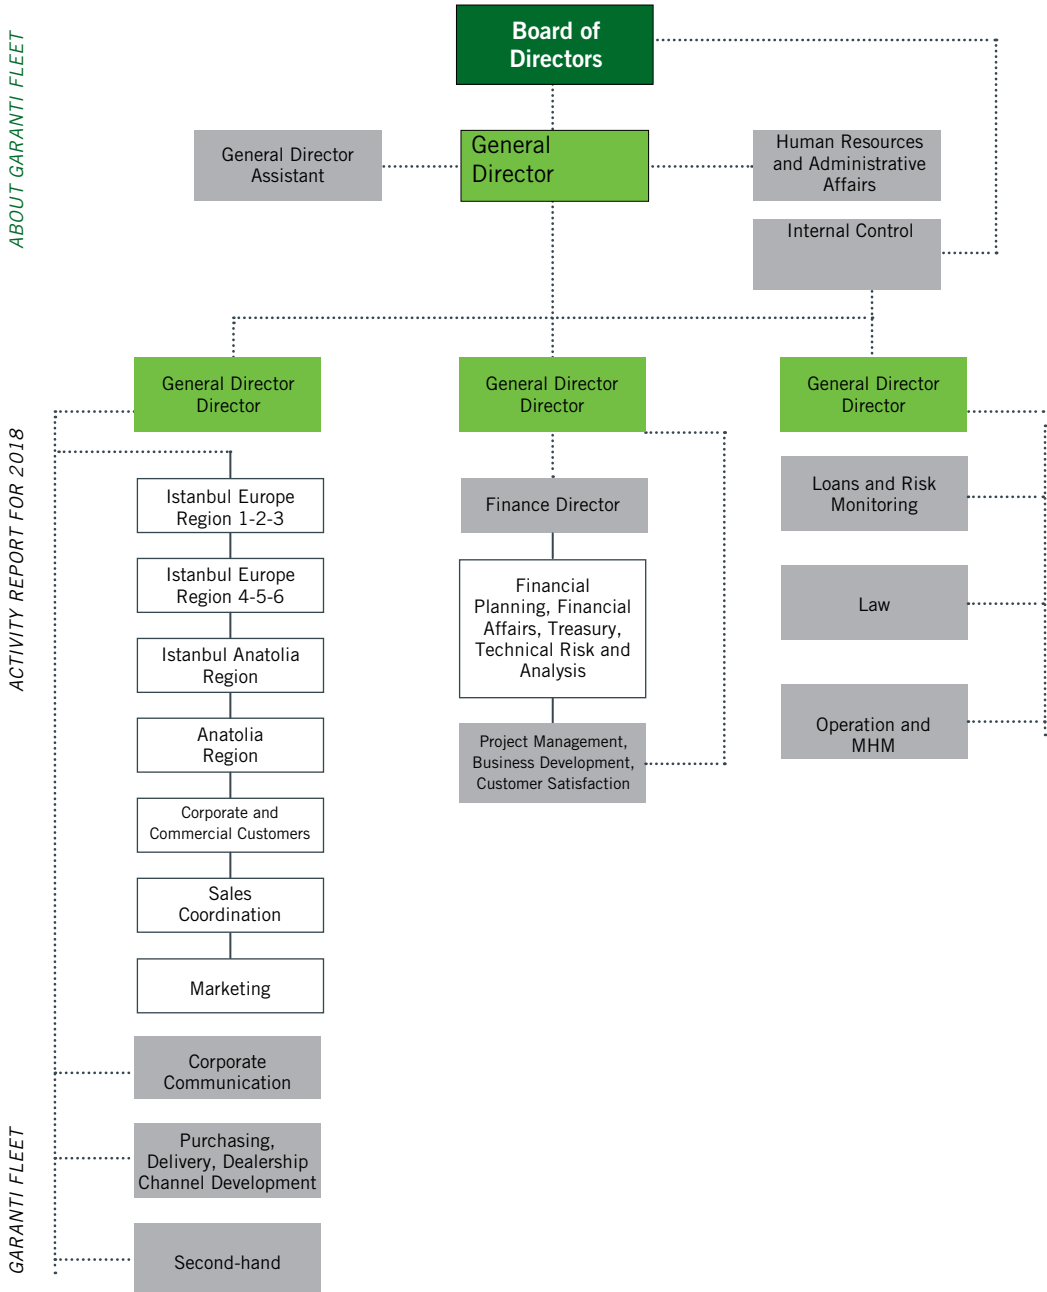 ABOUT GARANTI FLEET
ACTIVITY REPORT FOR 2018
GARANTI FLEET
Board of
Directors
General Director
Assistant
General
Director
Human Resources
and Administrative
Affairs
Internal Control
General Director
Director
General Director
Director
General Director
Director
Istanbul Europe
Region 1-2-3
Istanbul Europe
Region 4-5-6
Istanbul Anatolia
Region
Anatolia
Region
Corporate and
Commercial Customers
Sales
Coordination
Marketing
Corporate
Communication
Purchasing,
Delivery, Dealership
Channel Development
Second-hand
Finance Director
Financial
Planning, Financial
Affairs, Treasury,
Technical Risk and
Analysis
Project Management,
Business Development,
Customer Satisfaction
Loans and Risk
Monitoring
Law
Operation and
MHM